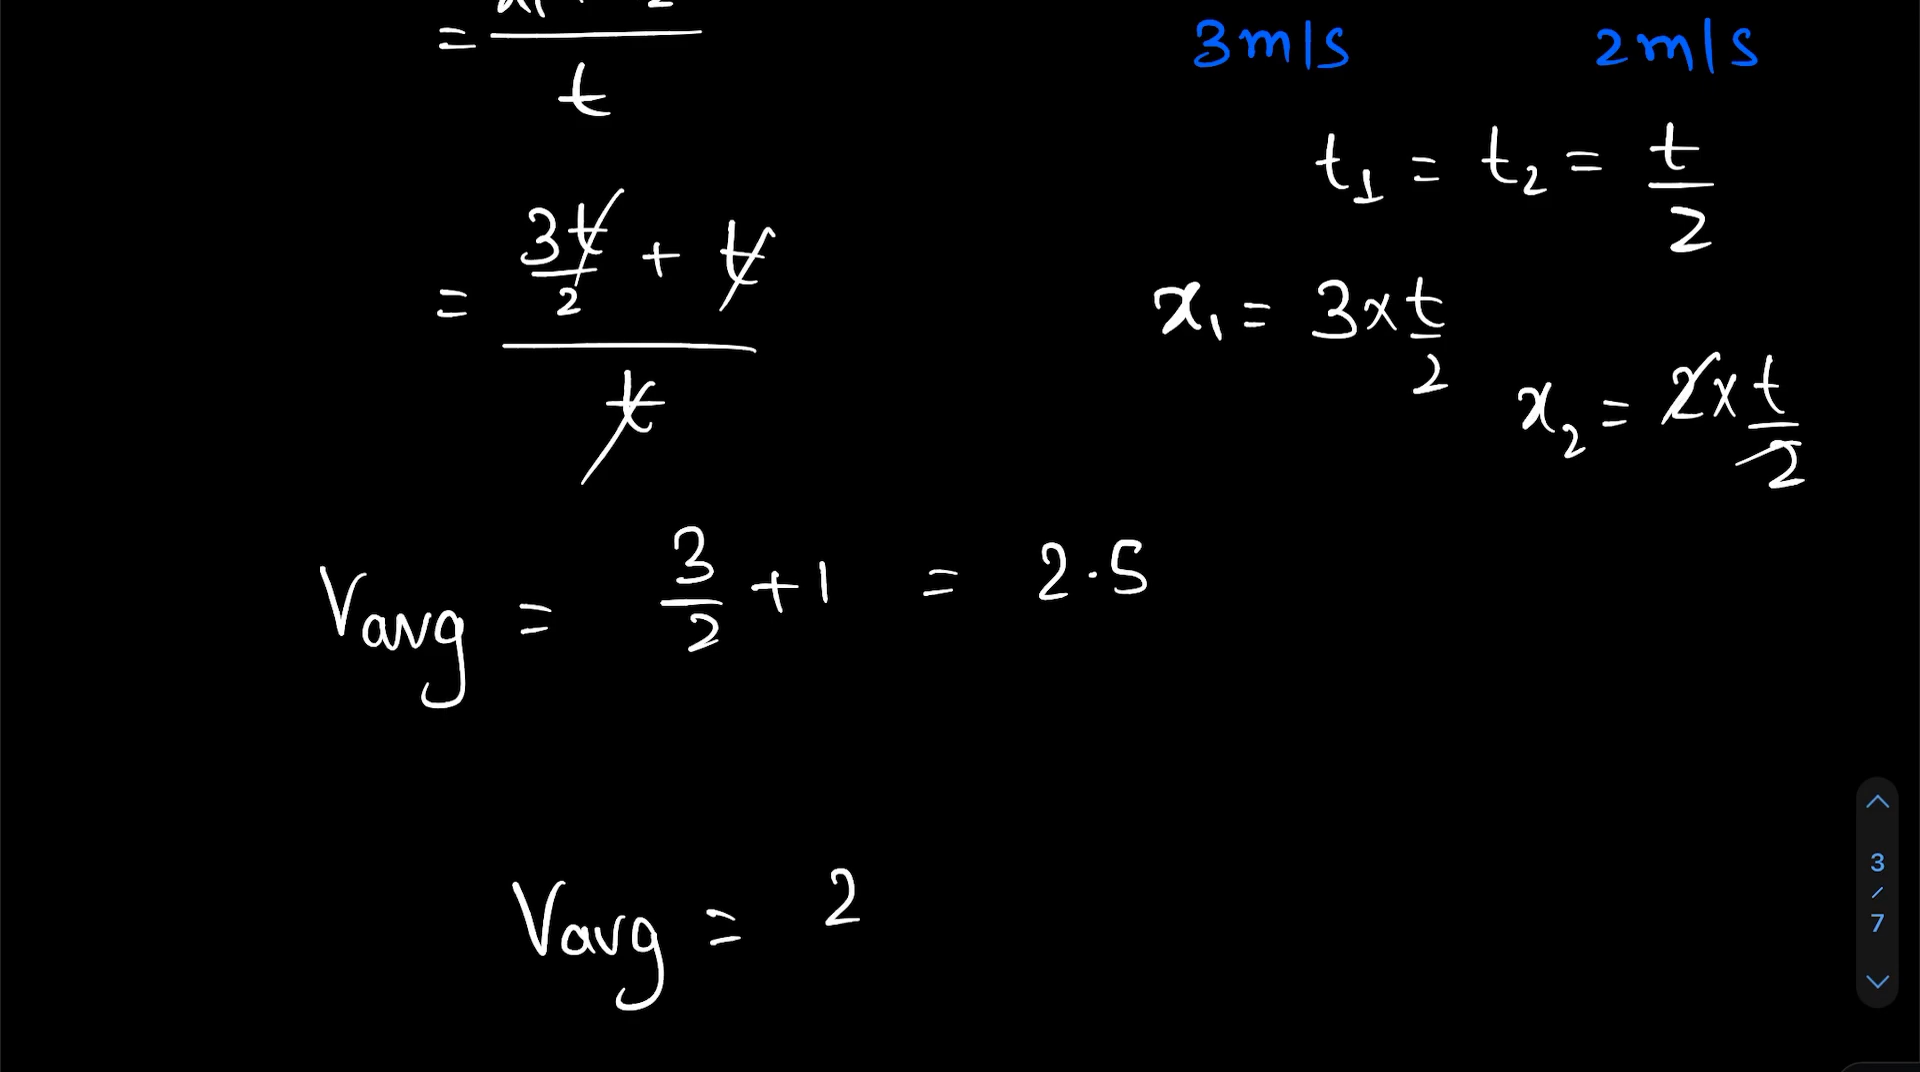 = / t
3m/s 2m/s
t₁ = t₂ = t/2
= (3t/2 + t) / t
x₁ = 3 × t/2
x₂ = 2 × t/2
Vavg = 3/2 + 1 = 2.5
Vavg = 2
3
/
7